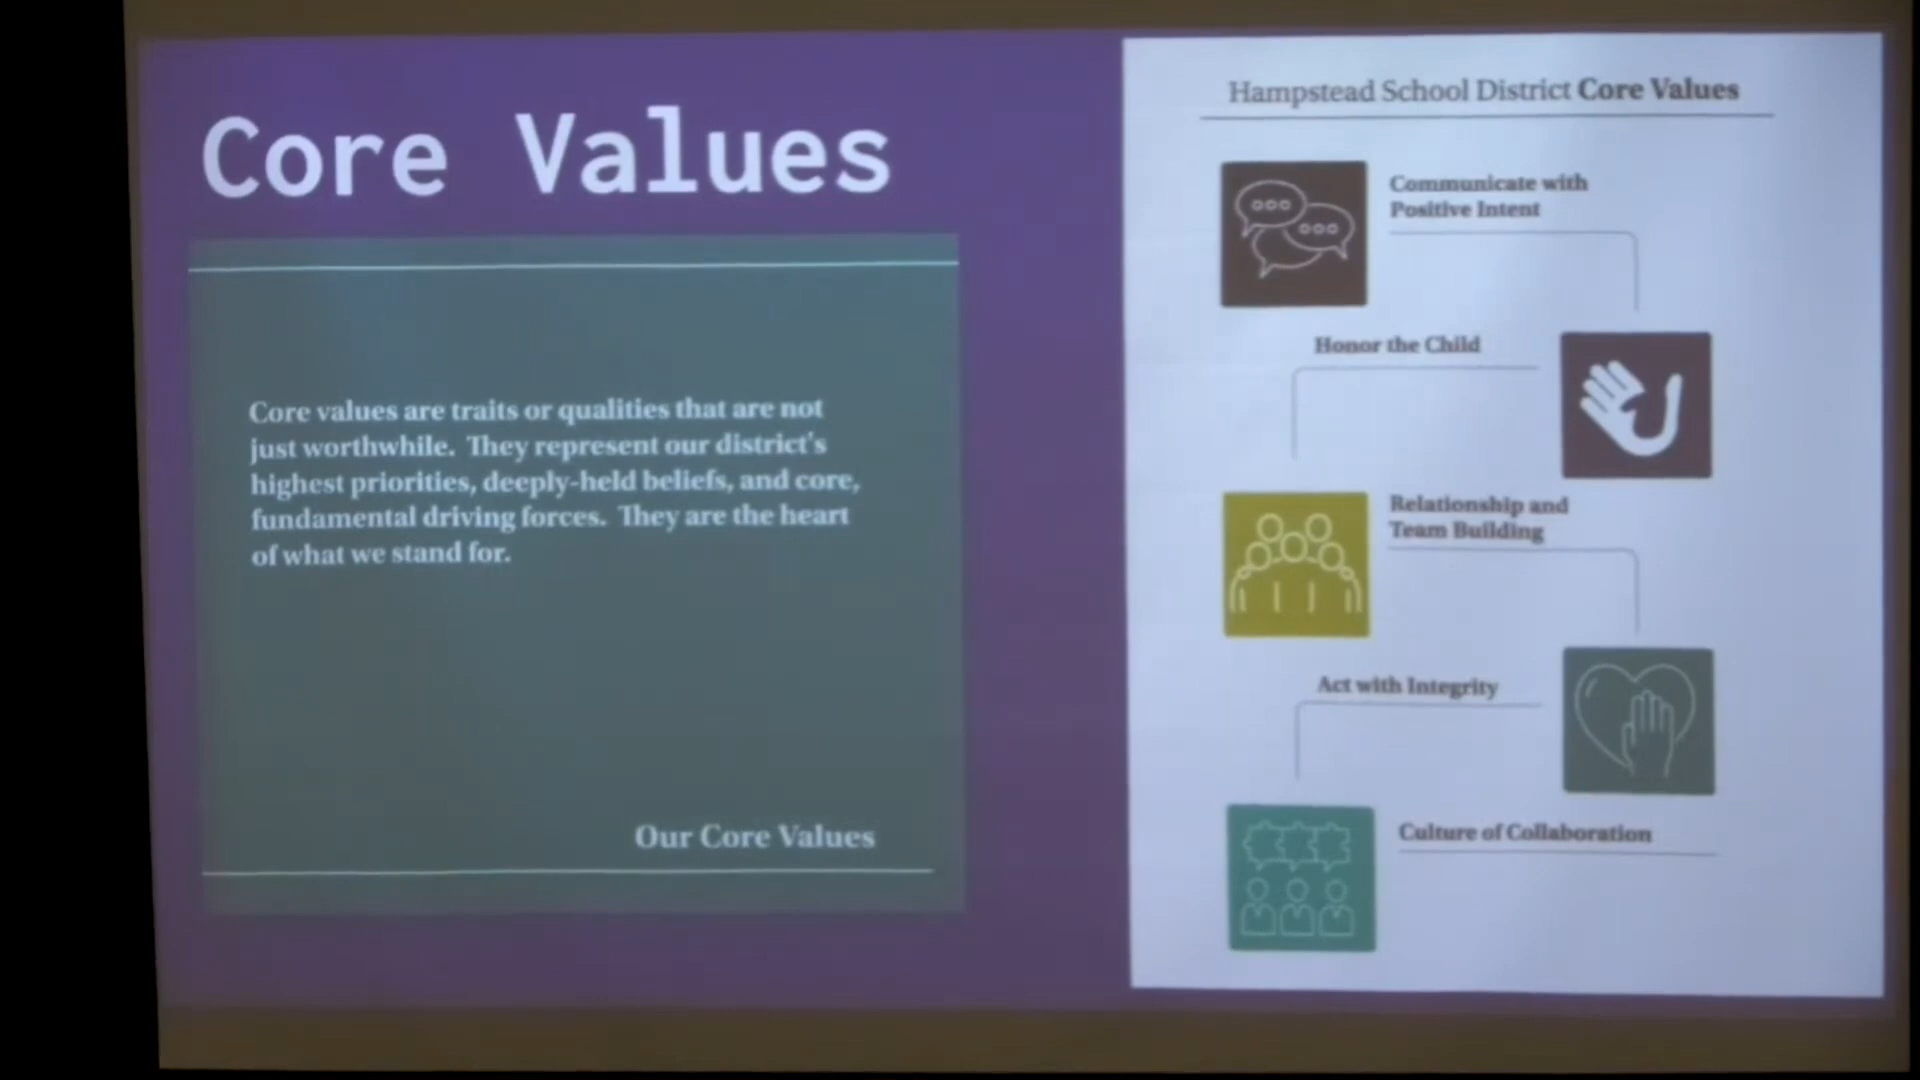 Core Values
Core values are traits or qualities that are not
just worthwhile. They represent our district's
highest priorities, deeply-held beliefs, and core,
fundamental driving forces. They are the heart
of what we stand for.
Our Core Values
Hampstead School District Core Values
Communicate with
Positive Intent
Honor the Child
Relationship and
Team Building
Act with Integrity
Culture of Collaboration